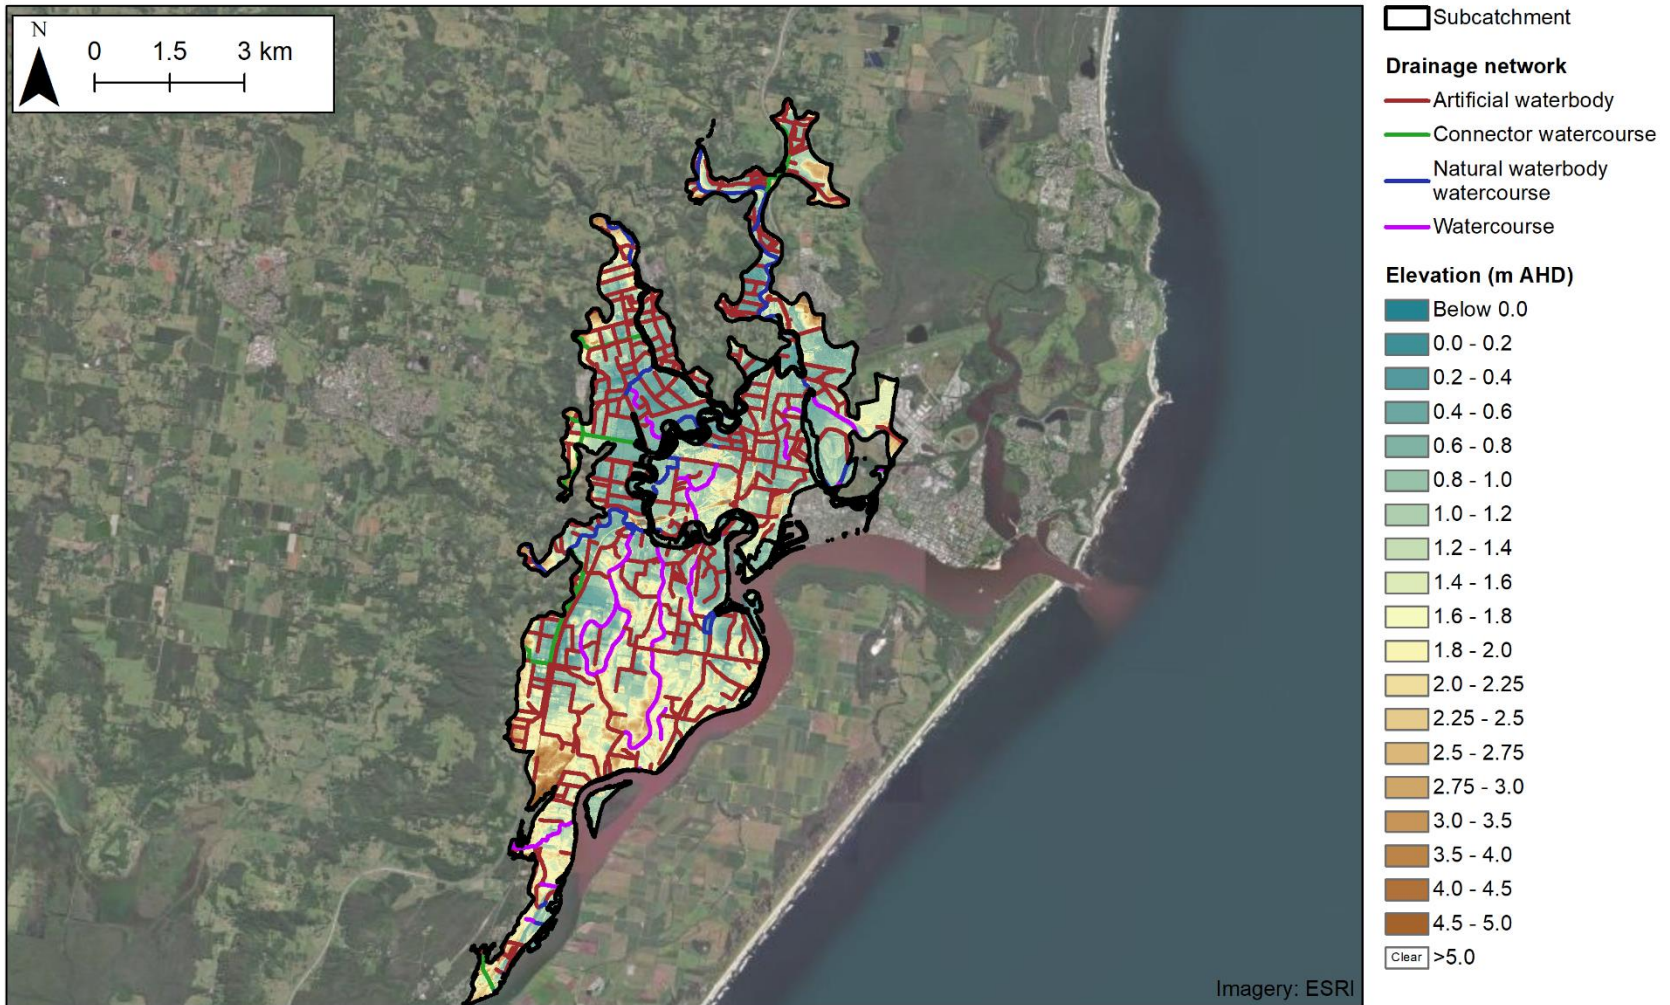 N
0 1.5 3 km
Subcatchment
Drainage network
Artificial waterbody
Connector watercourse
Natural waterbody
watercourse
Watercourse
Elevation (m AHD)
Below 0.0
0.0 - 0.2
0.2 - 0.4
0.4 - 0.6
0.6 - 0.8
0.8 - 1.0
1.0 - 1.2
1.2 - 1.4
1.4 - 1.6
1.6 - 1.8
1.8 - 2.0
2.0 - 2.25
2.25 - 2.5
2.5 - 2.75
2.75 - 3.0
3.0 - 3.5
3.5 - 4.0
4.0 - 4.5
4.5 - 5.0
Clear >5.0
Imagery: ESRI